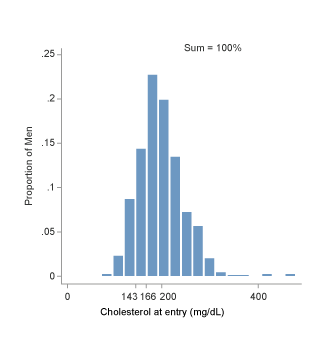 Sum = 100%
.25
.2
.15
.1
.05
0
Proportion of Men
0 143 166 200 400
Cholesterol at entry (mg/dL)